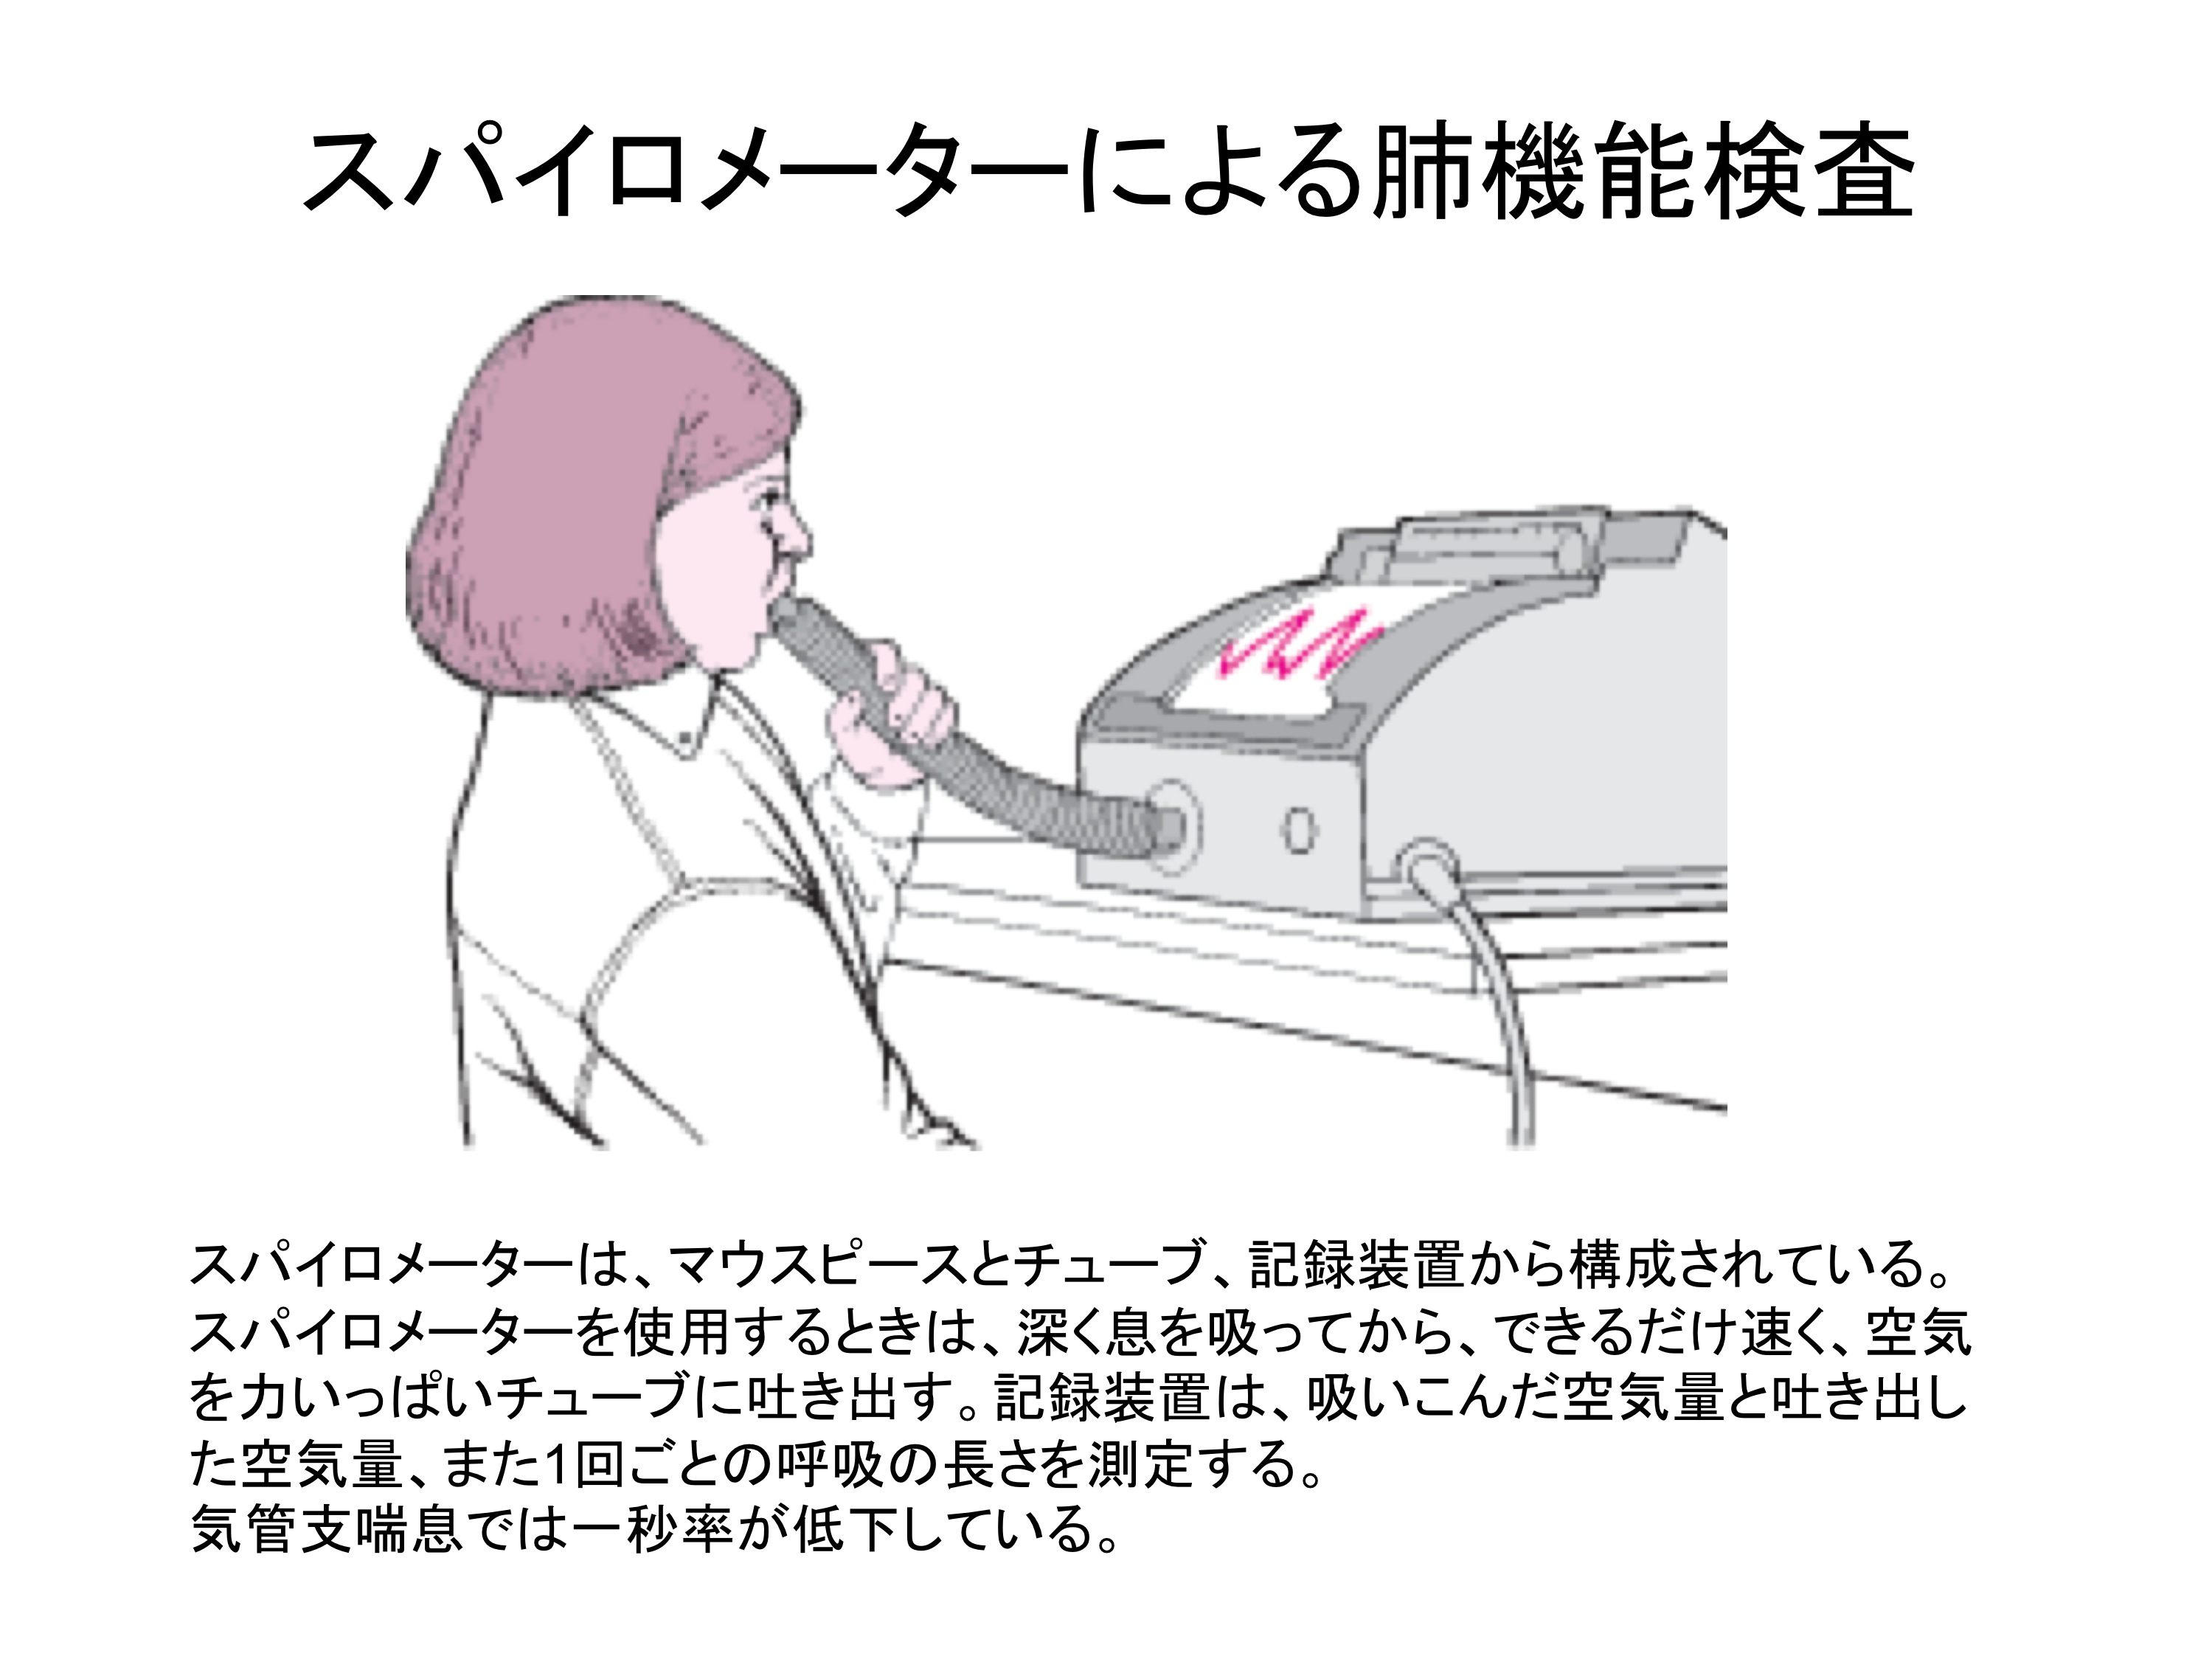 スパイロメーターによる肺機能検査
スパイロメーターは、マウスピースとチューブ、記録装置から構成されている。
スパイロメーターを使用するときは、深く息を吸ってから、できるだけ速く、空気
を力いっぱいチューブに吐き出す。記録装置は、吸いこんだ空気量と吐き出し
た空気量、また1回ごとの呼吸の長さを測定する。
気管支喘息では一秒率が低下している。